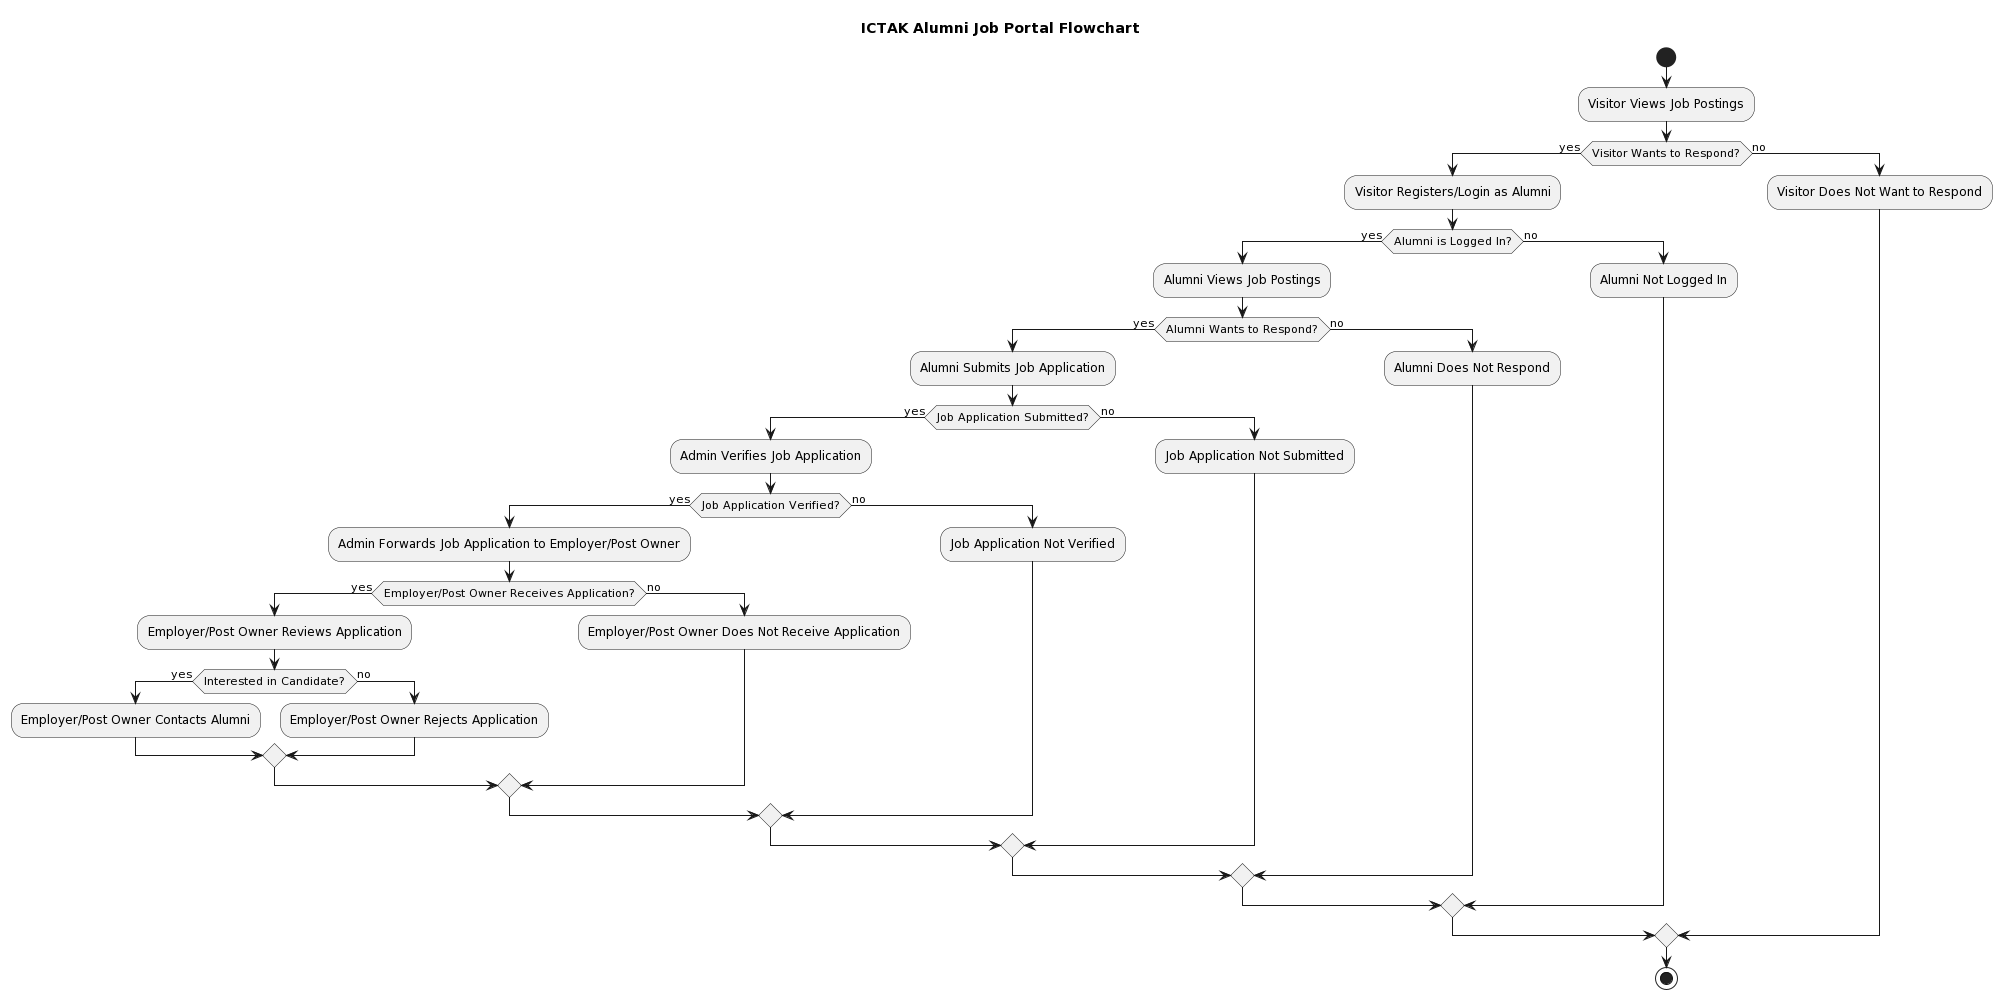 ICTAK Alumni Job Portal Flowchart
Visitor Views Job Postings
yes
Visitor Wants to Respond?
no
Visitor Registers/Login as Alumni
Visitor Does Not Want to Respond
yes
Alumni is Logged In?
no
Alumni Views Job Postings
Alumni Not Logged In
yes
Alumni Wants to Respond?
no
Alumni Submits Job Application
Alumni Does Not Respond
yes
Job Application Submitted?
no
Admin Verifies Job Application
Job Application Not Submitted
yes
Job Application Verified?
no
Admin Forwards Job Application to Employer/Post Owner
Job Application Not Verified
yes
Employer/Post Owner Receives Application?
no
Employer/Post Owner Reviews Application
Employer/Post Owner Does Not Receive Application
yes
Interested in Candidate?
no
Employer/Post Owner Contacts Alumni
Employer/Post Owner Rejects Application